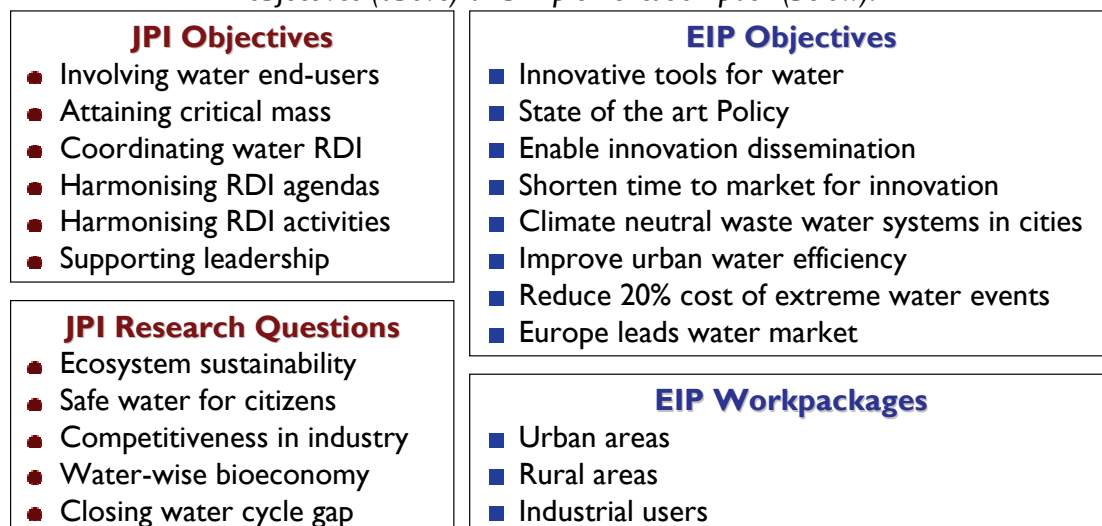 JPI Objectives
Involving water end-users
Attaining critical mass
Coordinating water RDI
Harmonising RDI agendas
Harmonising RDI activities
Supporting leadership
JPI Research Questions
Ecosystem sustainability
Safe water for citizens
Competitiveness in industry
Water-wise bioeconomy
Closing water cycle gap
EIP Objectives
Innovative tools for water
State of the art Policy
Enable innovation dissemination
Shorten time to market for innovation
Climate neutral waste water systems in cities
Improve urban water efficiency
Reduce 20% cost of extreme water events
Europe leads water market
EIP Workpackages
Urban areas
Rural areas
Industrial users